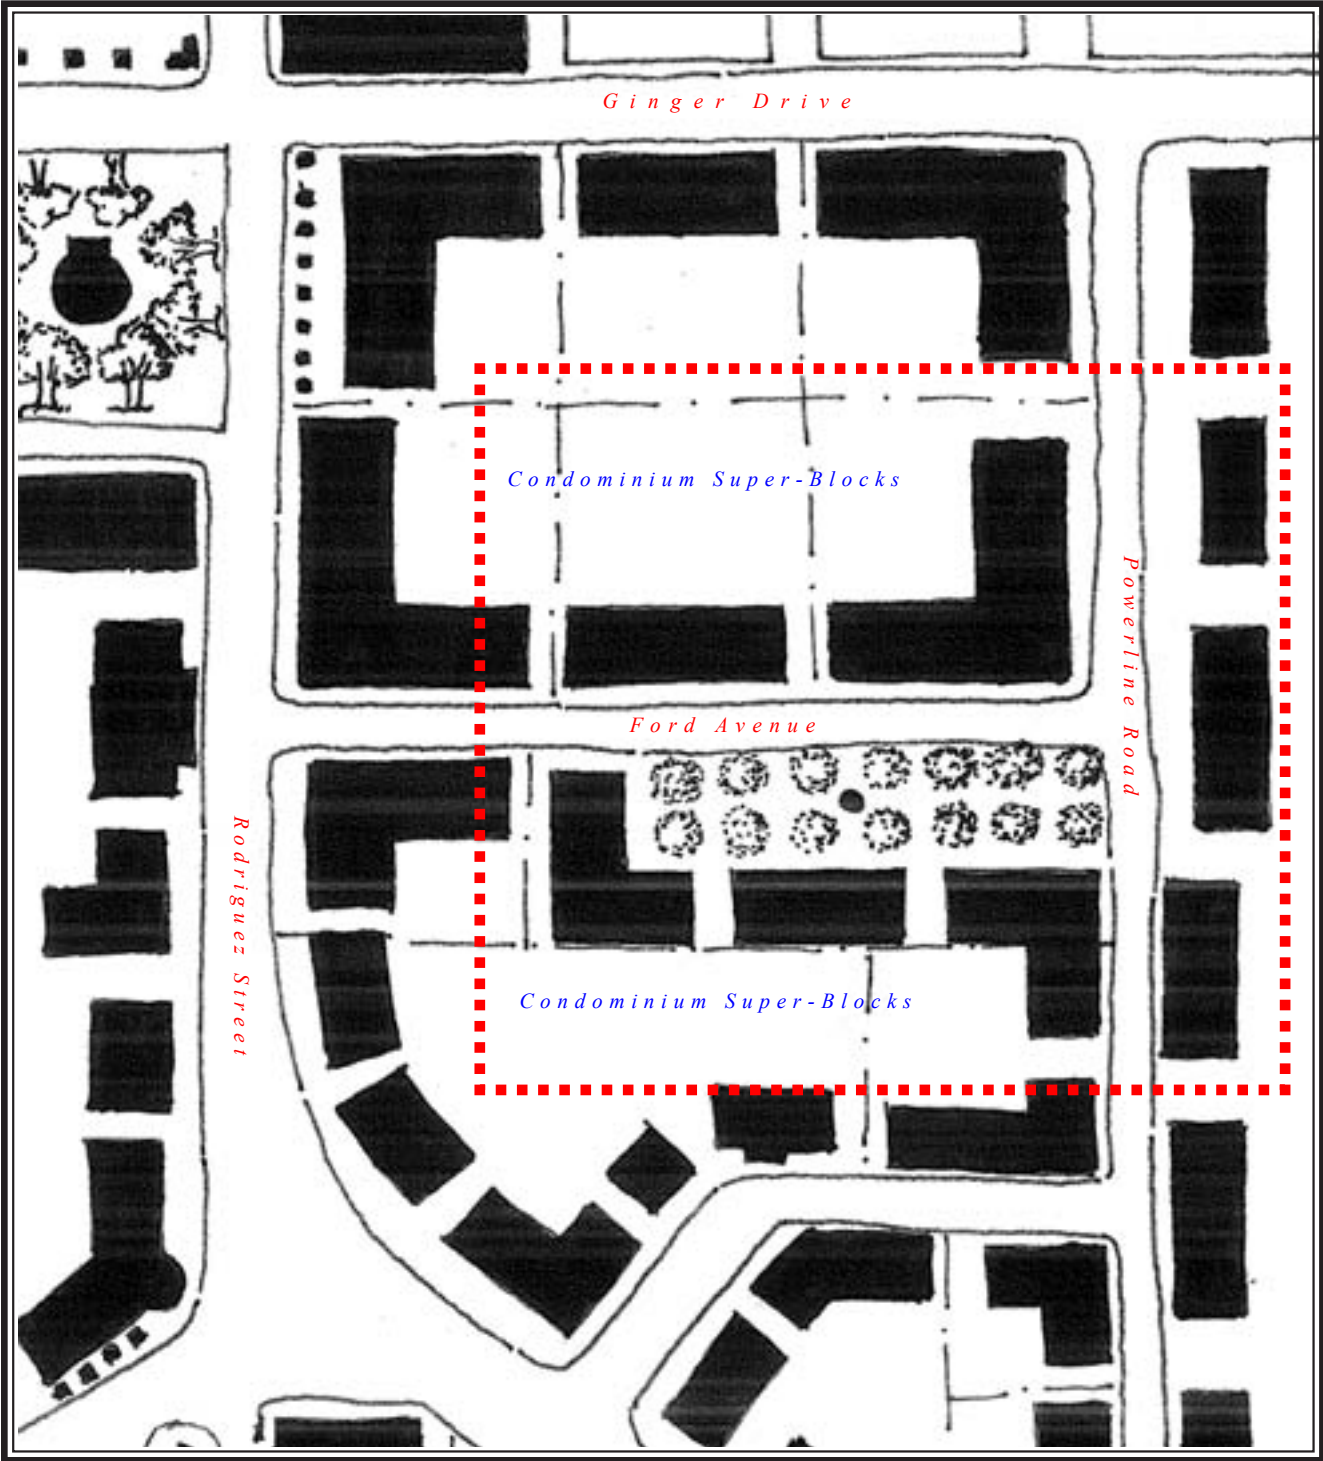 Ginger Drive
Condominium Super-Blocks
Powerline Road
Ford Avenue
Rodriguez Street
Condominium Super-Blocks